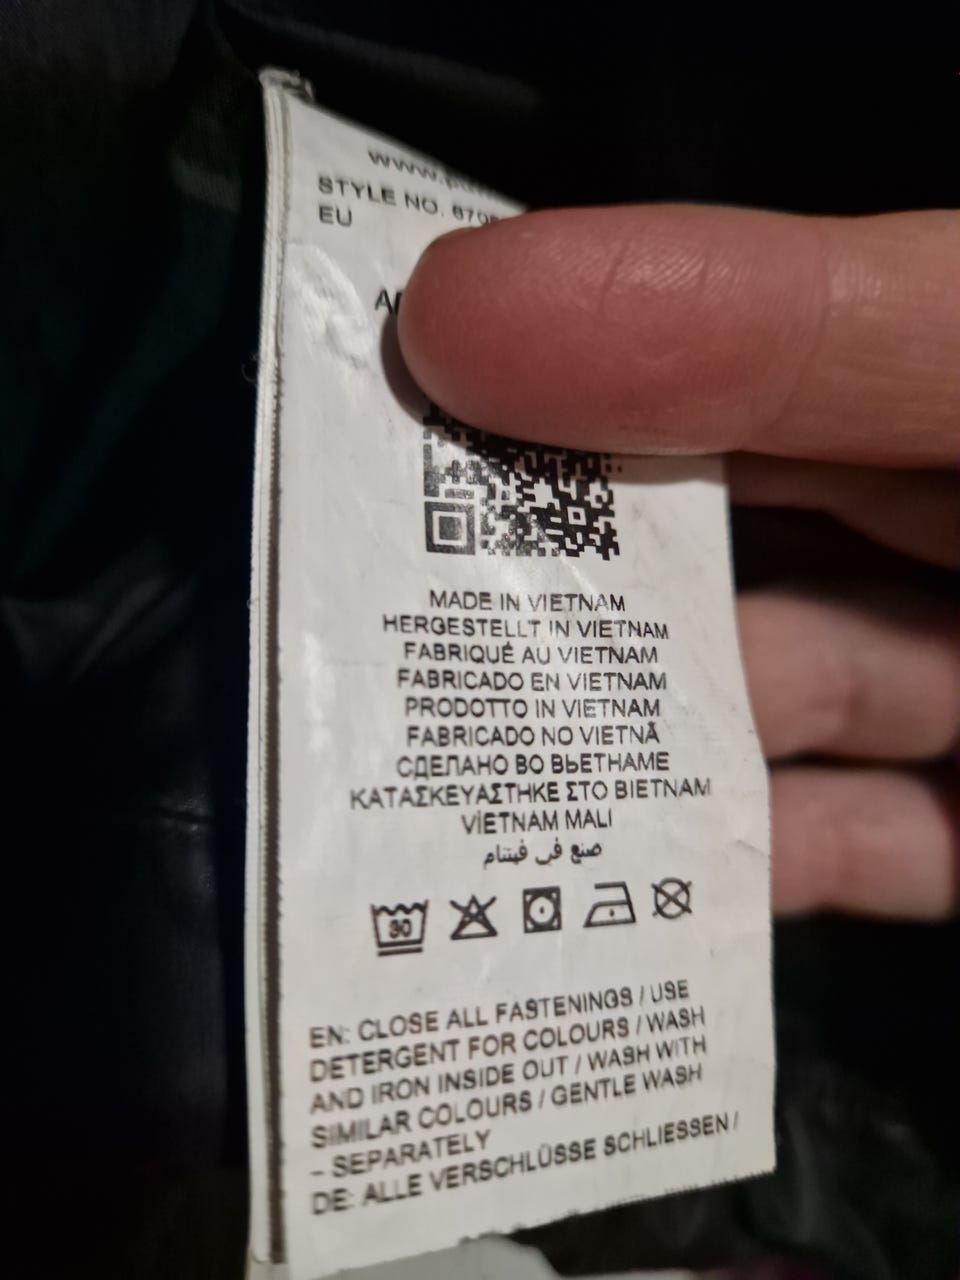 STYLE NO.
EU
MADE IN VIETNAM
HERGESTELLT IN VIETNAM
FABRIQUÉ AU VIETNAM
FABRICADO EN VIETNAM
PRODOTTO IN VIETNAM
FABRICADO NO VIETNÃ
СДЕЛАНО ВО ВЬЕТНАМЕ
ΚΑΤΑΣΚΕΥΑΣΤΗΚΕ ΣΤΟ ΒΙΕΤΝΑΜ
VİETNAM MALI
صنع في فيتنام
30
EN: CLOSE ALL FASTENINGS / USE
DETERGENT FOR COLOURS / WASH
AND IRON INSIDE OUT / WASH WITH
SIMILAR COLOURS / GENTLE WASH
– SEPARATELY
DE: ALLE VERSCHLÜSSE SCHLIESSEN /